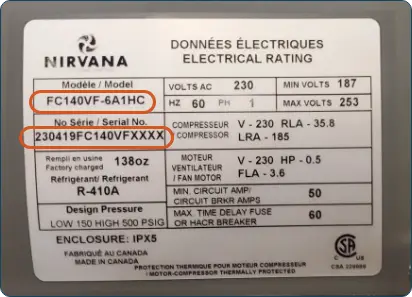 NIRVANA
DONNÉES ÉLECTRIQUES
ELECTRICAL RATING
Modèle / Model
FC140VF-6A1HC
VOLTS AC 230 MIN VOLTS 187
HZ 60 PH 1 MAX VOLTS 253
No Série / Serial No.
230419FC140VFXXXX
COMPRESSEUR / COMPRESSOR
V - 230 RLA - 35.8
LRA - 185
Rempli en usine
Factory charged
138oz
Réfrigérant / Refrigerant
R-410A
MOTEUR
VENTILATEUR
/ FAN MOTOR
V - 230 HP - 0.5
FLA - 3.6
Design Pressure
LOW 150 HIGH 500 PSIG
MIN. CIRCUIT AMP/
CIRCUIT BRKR AMPS
50
MAX. TIME DELAY FUSE
OR HACR BREAKER
60
ENCLOSURE: IPX5
FABRIQUÉ AU CANADA
MADE IN CANADA
C US
PROTECTION THERMIQUE POUR MOTEUR COMPRESSEUR
/ MOTOR-COMPRESSOR THERMALLY PROTECTED